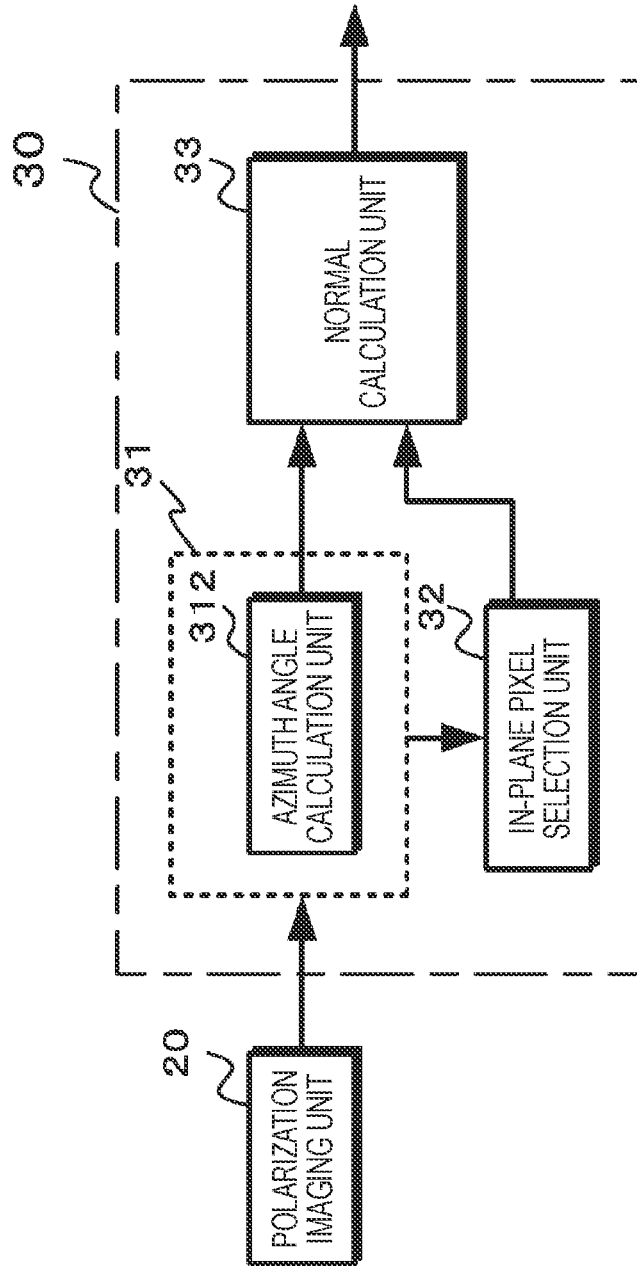 30
31
312
33
20
POLARIZATION
IMAGING UNIT
AZIMUTH ANGLE
CALCULATION UNIT
NORMAL
CALCULATION UNIT
32
IN-PLANE PIXEL
SELECTION UNIT